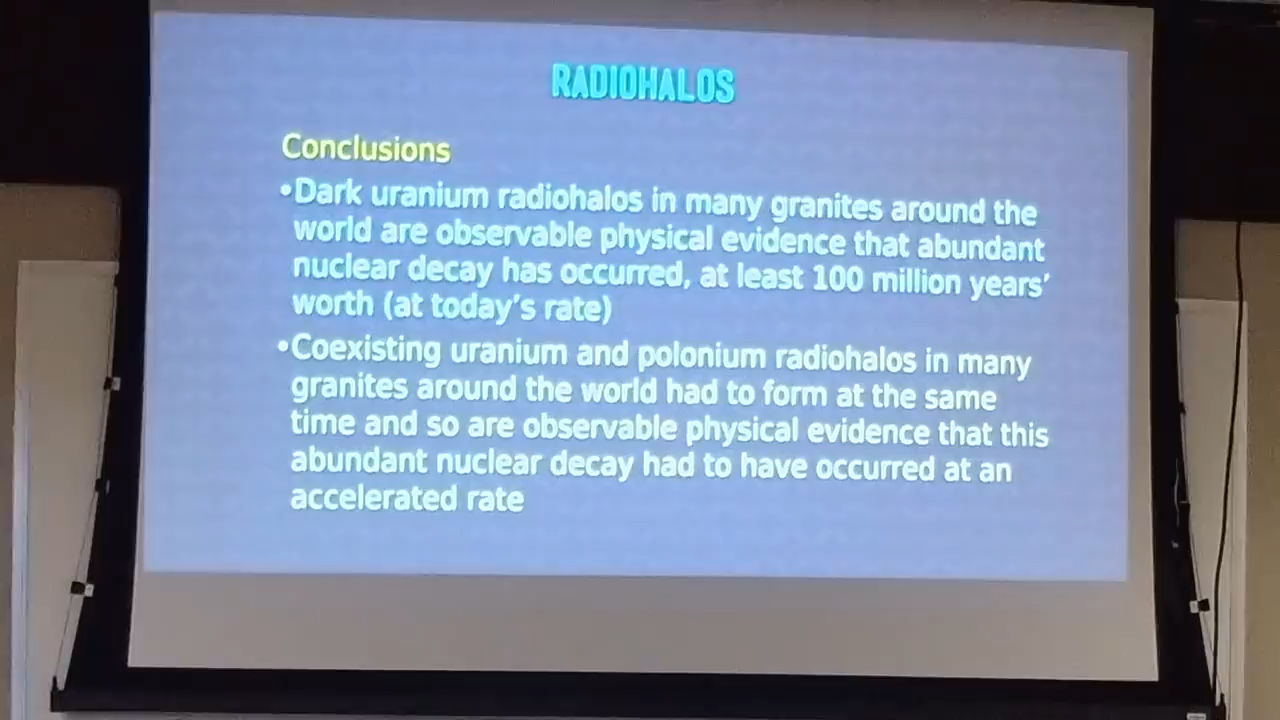 RADIOHALOS
Conclusions
•Dark uranium radiohalos in many granites around the
world are observable physical evidence that abundant
nuclear decay has occurred, at least 100 million years'
worth (at today's rate)
•Coexisting uranium and polonium radiohalos in many
granites around the world had to form at the same
time and so are observable physical evidence that this
abundant nuclear decay had to have occurred at an
accelerated rate